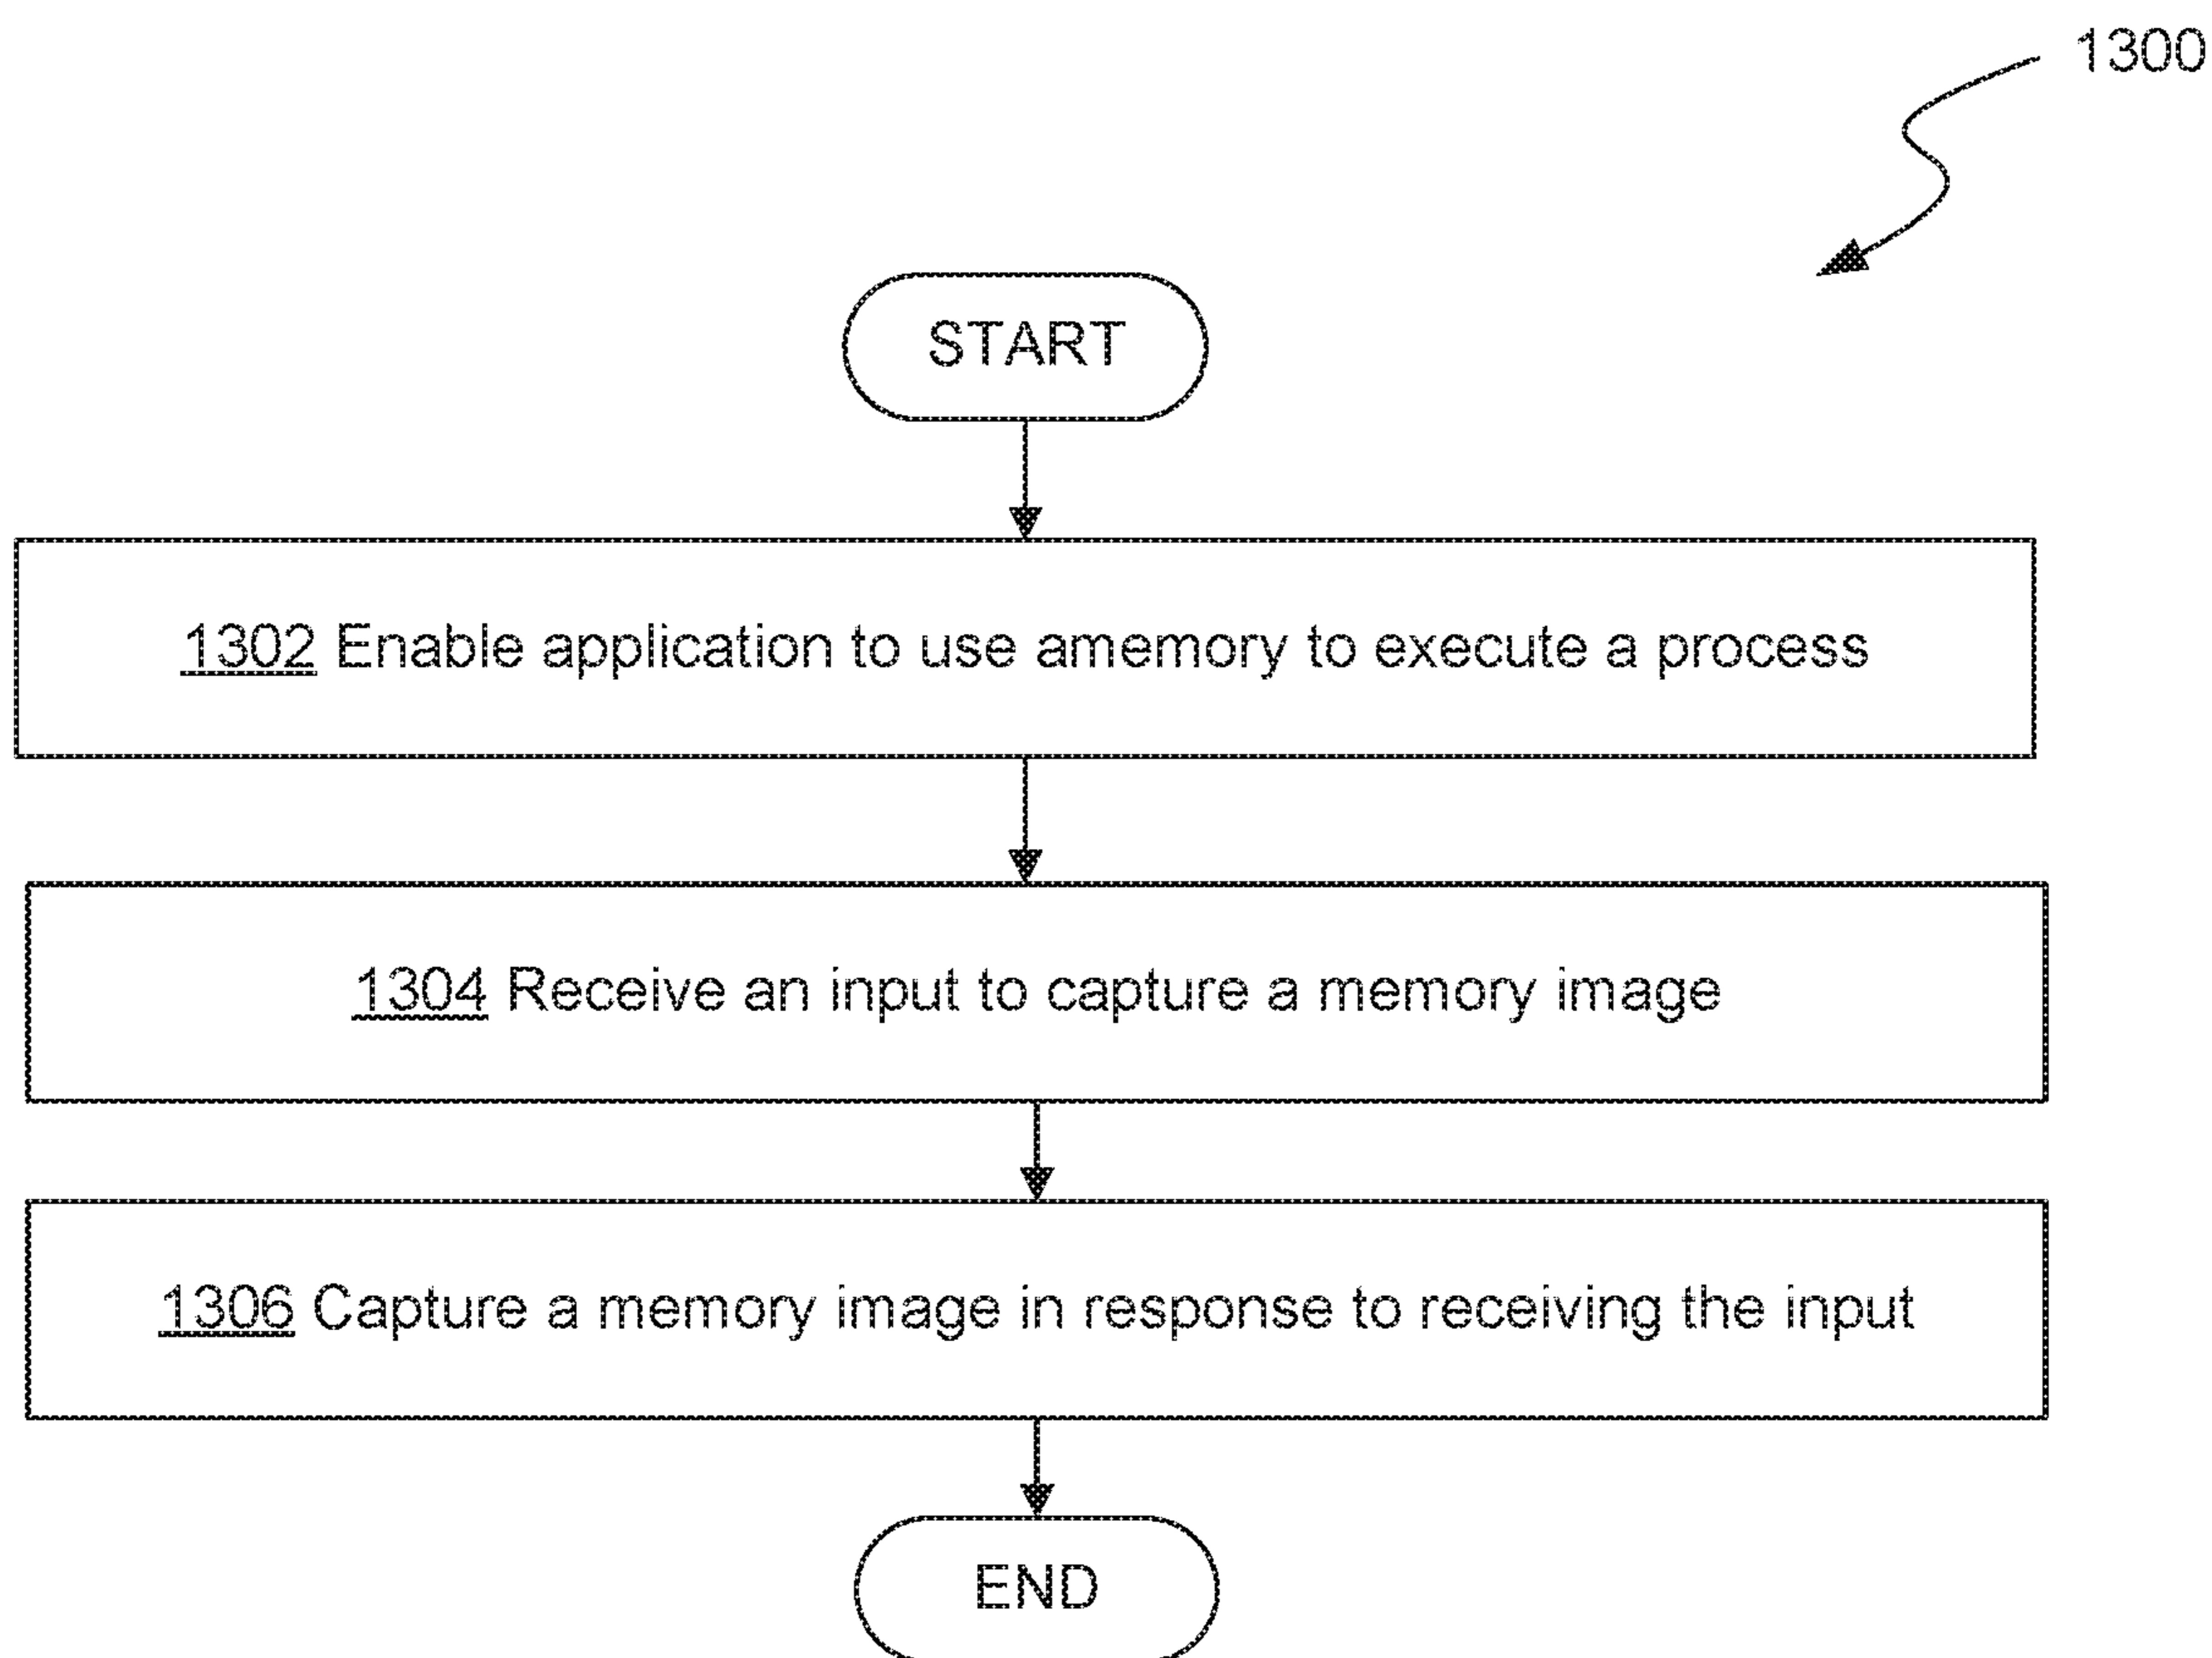 1300
START
1302 Enable application to use amemory to execute a process
1304 Receive an input to capture a memory image
1306 Capture a memory image in response to receiving the input
END